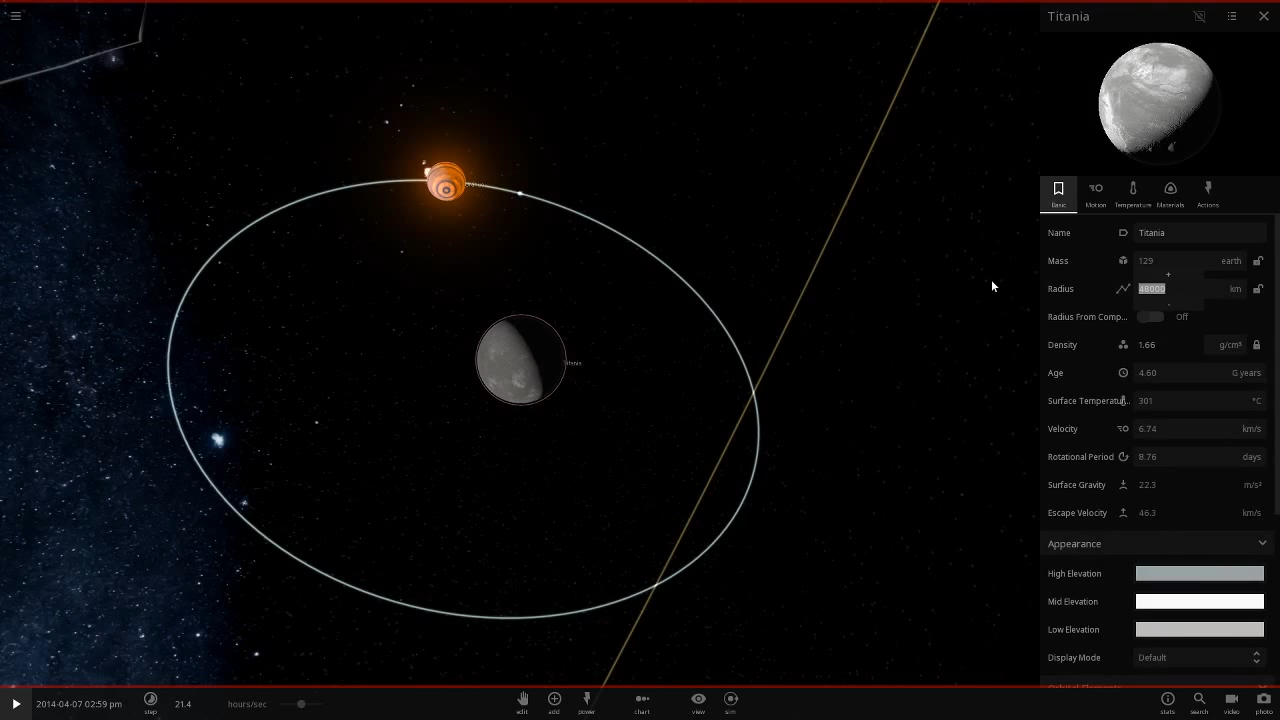 Titania
Basic
Motion
Temperature
Materials
Actions
Name Titania
Mass 129 earth
+
Radius 48000 km
-
Radius From Comp... Off
Density 1.66 g/cm³
Age 4.60 G years
Surface Temperatu... 301 °C
Velocity 6.74 km/s
Rotational Period 8.76 days
Surface Gravity 22.3 m/s²
Escape Velocity 46.3 km/s
Appearance
High Elevation
Mid Elevation
Low Elevation
Display Mode Default
Orbital Elements
Titania
2014-04-07 02:59 pm
step
21.4 hours/sec
edit
add
power
chart
view
sim
stats
search
video
photo